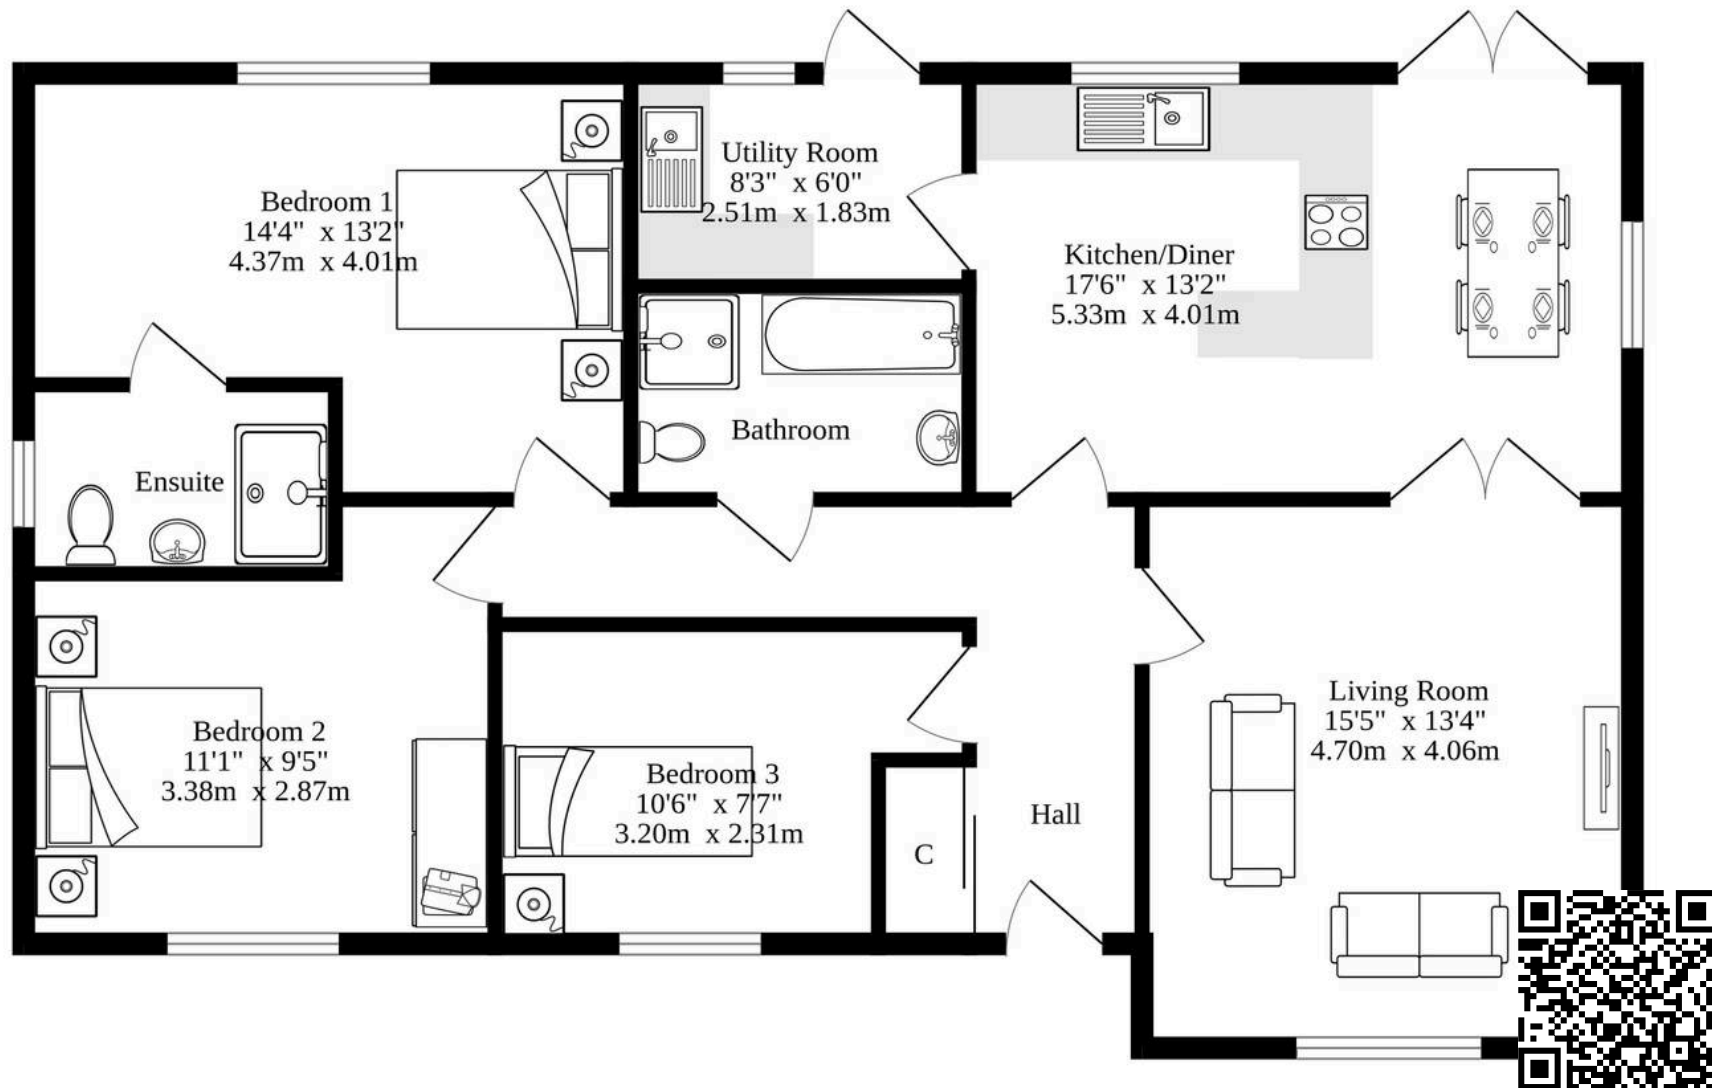 Bedroom 1
14'4" x 13'2"
4.37m x 4.01m
Utility Room
8'3" x 6'0"
2.51m x 1.83m
Kitchen/Diner
17'6" x 13'2"
5.33m x 4.01m
Bathroom
Ensuite
Bedroom 2
11'1" x 9'5"
3.38m x 2.87m
Bedroom 3
10'6" x 7'7"
3.20m x 2.31m
C
Hall
Living Room
15'5" x 13'4"
4.70m x 4.06m